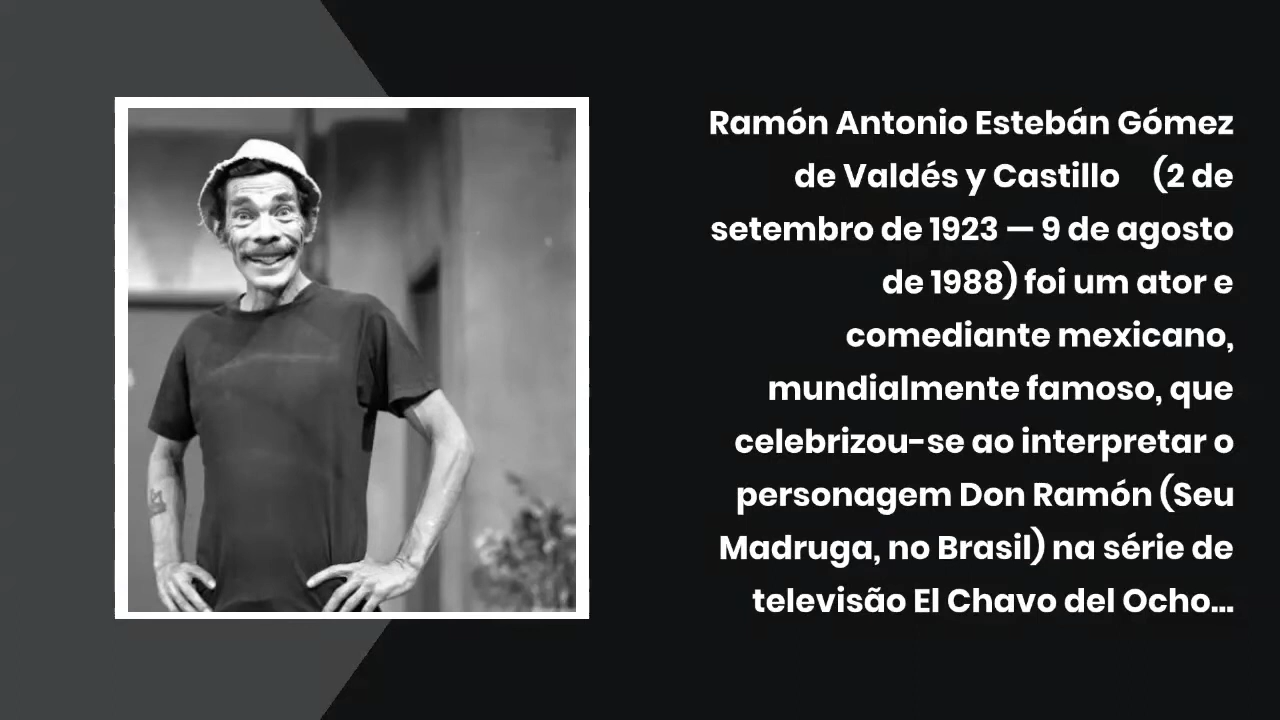 Ramón Antonio Estebán Gómez
de Valdés y Castillo (2 de
setembro de 1923 — 9 de agosto
de 1988) foi um ator e
comediante mexicano,
mundialmente famoso, que
celebrizou-se ao interpretar o
personagem Don Ramón (Seu
Madruga, no Brasil) na série de
televisão El Chavo del Ocho...